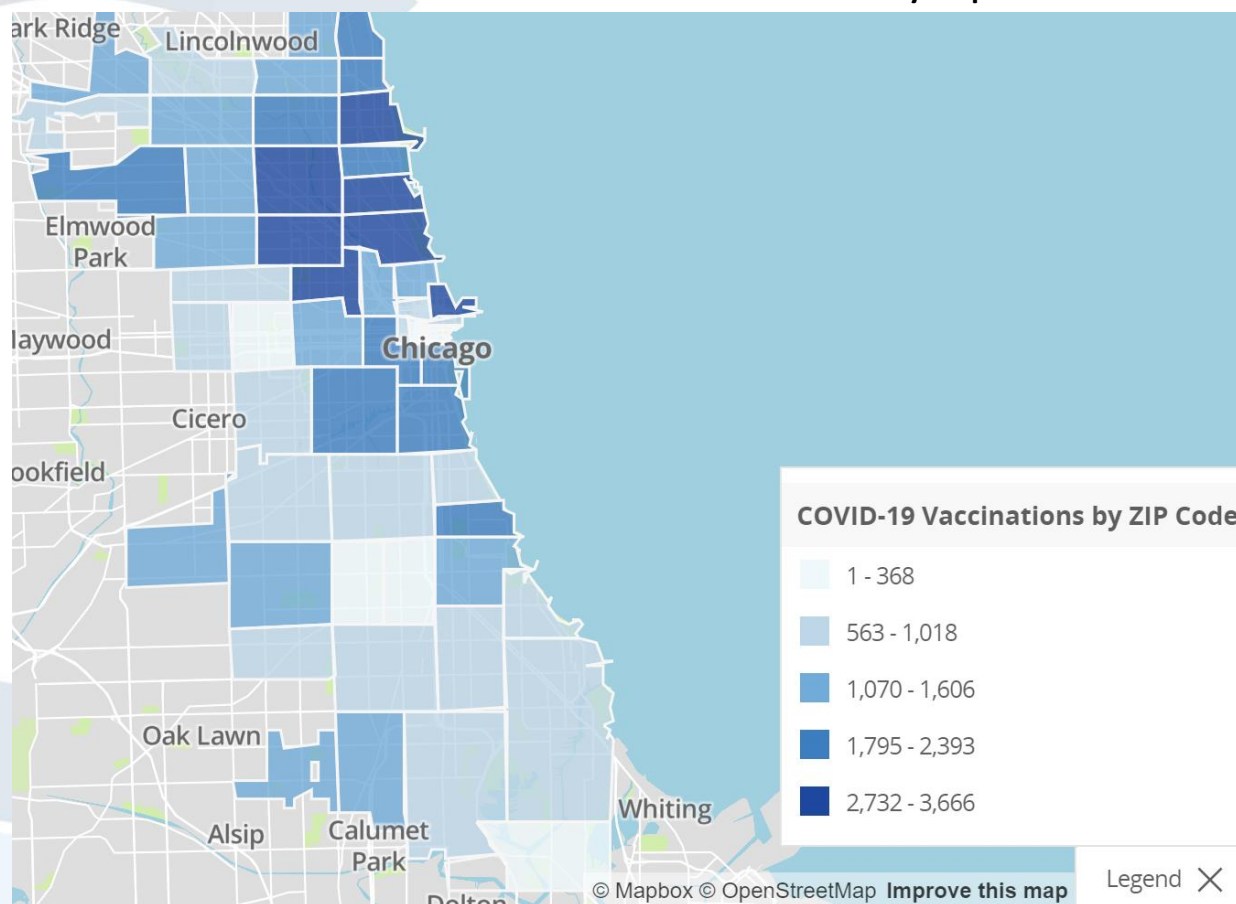 ark Ridge
Lincolnwood
Elmwood
Park
laywood
Chicago
Cicero
ookfield
COVID-19 Vaccinations by ZIP Code
1 - 368
563 - 1,018
1,070 - 1,606
1,795 - 2,393
2,732 - 3,666
Oak Lawn
Whiting
Alsip
Calumet
Park
Dolton
© Mapbox © OpenStreetMap Improve this map
Legend X